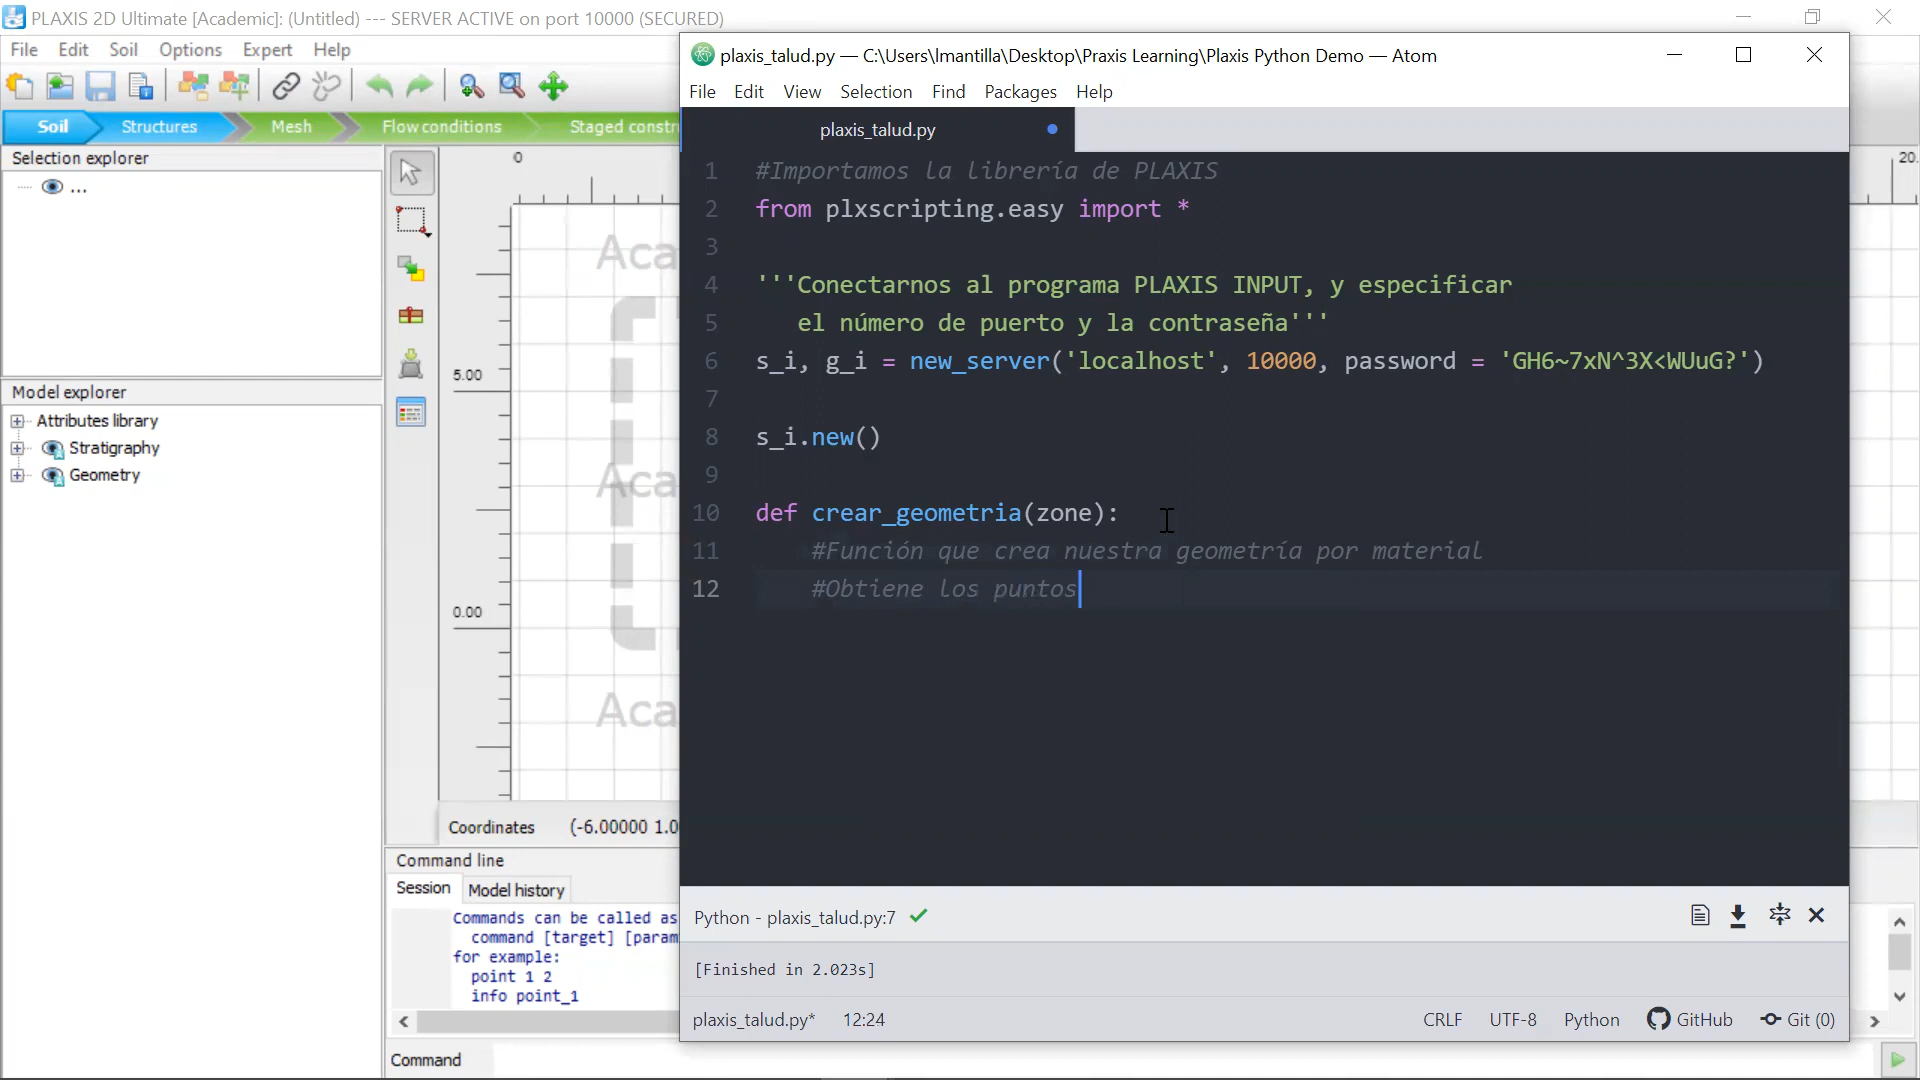 PLAXIS 2D Ultimate [Academic]: (Untitled) --- SERVER ACTIVE on port 10000 (SECURED)
File Edit Soil Options Expert Help
Soil Structures Mesh Flow conditions Staged constr
Selection explorer
...
Model explorer
Attributes library
Stratigraphy
Geometry
0
20.
5.00
0.00
Aca
Aca
Aca
Coordinates (-6.00000 1.0
Command line
Session Model history
Commands can be called as
command [target] [param
for example:
point 1 2
info point_1
Command
plaxis_talud.py — C:\Users\lmantilla\Desktop\Praxis Learning\Plaxis Python Demo — Atom
File Edit View Selection Find Packages Help
plaxis_talud.py
1 #Importamos la librería de PLAXIS
2 from plxscripting.easy import *
3
4 '''Conectarnos al programa PLAXIS INPUT, y especificar
5 el número de puerto y la contraseña'''
6 s_i, g_i = new_server('localhost', 10000, password = 'GH6~7xN^3X<WUuG?')
7
8 s_i.new()
9
10 def crear_geometria(zone):
11 #Función que crea nuestra geometría por material
12 #Obtiene los puntos
Python - plaxis_talud.py:7
[Finished in 2.023s]
plaxis_talud.py* 12:24 CRLF UTF-8 Python GitHub Git (0)